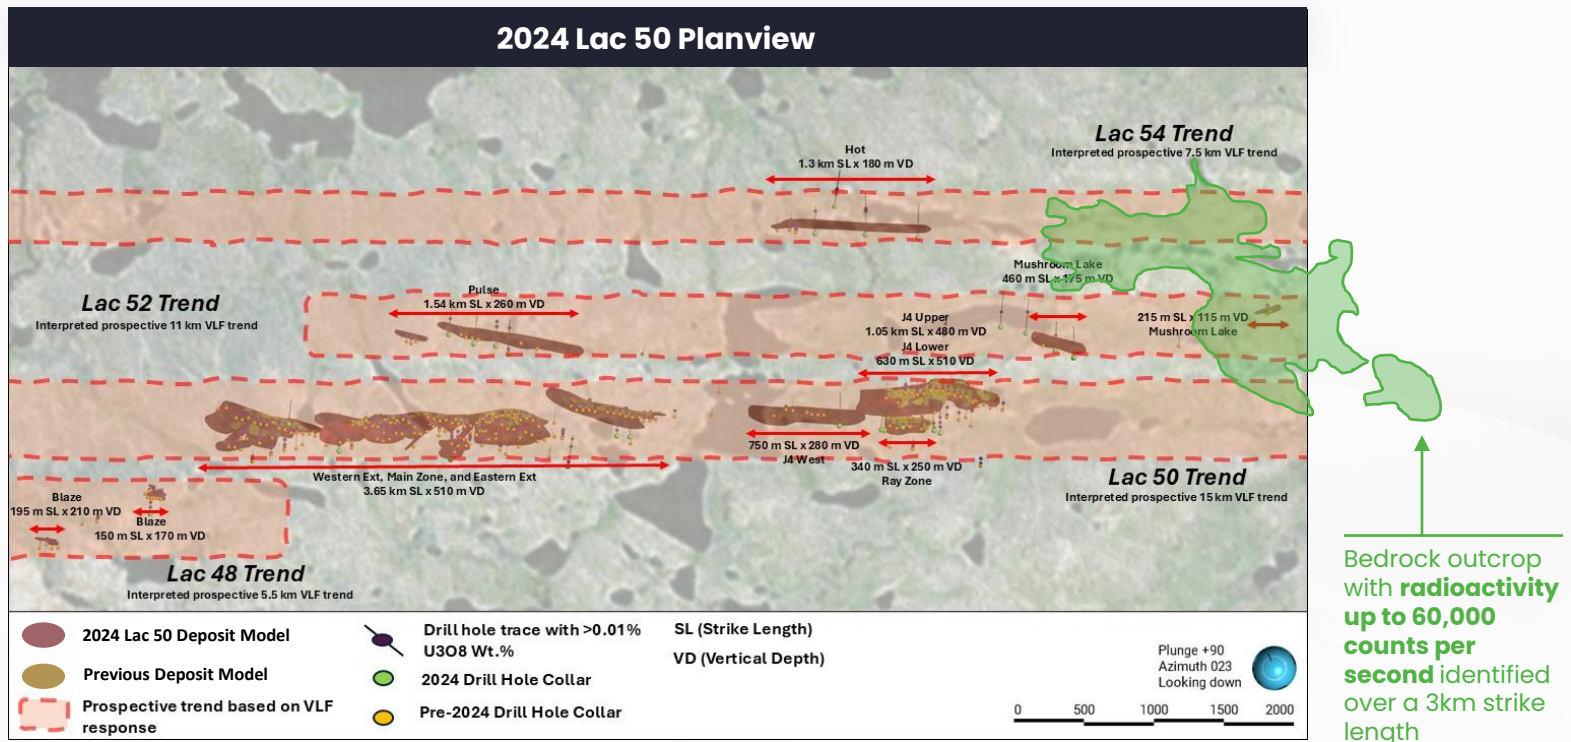 2024 Lac 50 Planview
Lac 54 Trend
Interpreted prospective 7.5 km VLF trend
Hot
1.3 km SL x 180 m VD
Mushroom Lake
460 m SL x 175 m VD
Lac 52 Trend
Interpreted prospective 11 km VLF trend
Pulse
1.54 km SL x 260 m VD
J4 Upper
1.05 km SL x 480 m VD
J4 Lower
630 m SL x 510 VD
215 m SL x 115 m VD
Mushroom Lake
750 m SL x 280 m VD
J4 West
340 m SL x 250 m VD
Ray Zone
Lac 50 Trend
Interpreted prospective 15 km VLF trend
Western Ext, Main Zone, and Eastern Ext
3.65 km SL x 510 m VD
Blaze
195 m SL x 210 m VD
Blaze
150 m SL x 170 m VD
Lac 48 Trend
Interpreted prospective 5.5 km VLF trend
2024 Lac 50 Deposit Model
Previous Deposit Model
Prospective trend based on VLF
response
Drill hole trace with >0.01%
U3O8 Wt.%
2024 Drill Hole Collar
Pre-2024 Drill Hole Collar
SL (Strike Length)
VD (Vertical Depth)
Plunge +90
Azimuth 023
Looking down
0 500 1000 1500 2000
Bedrock outcrop
with radioactivity
up to 60,000
counts per
second identified
over a 3km strike
length